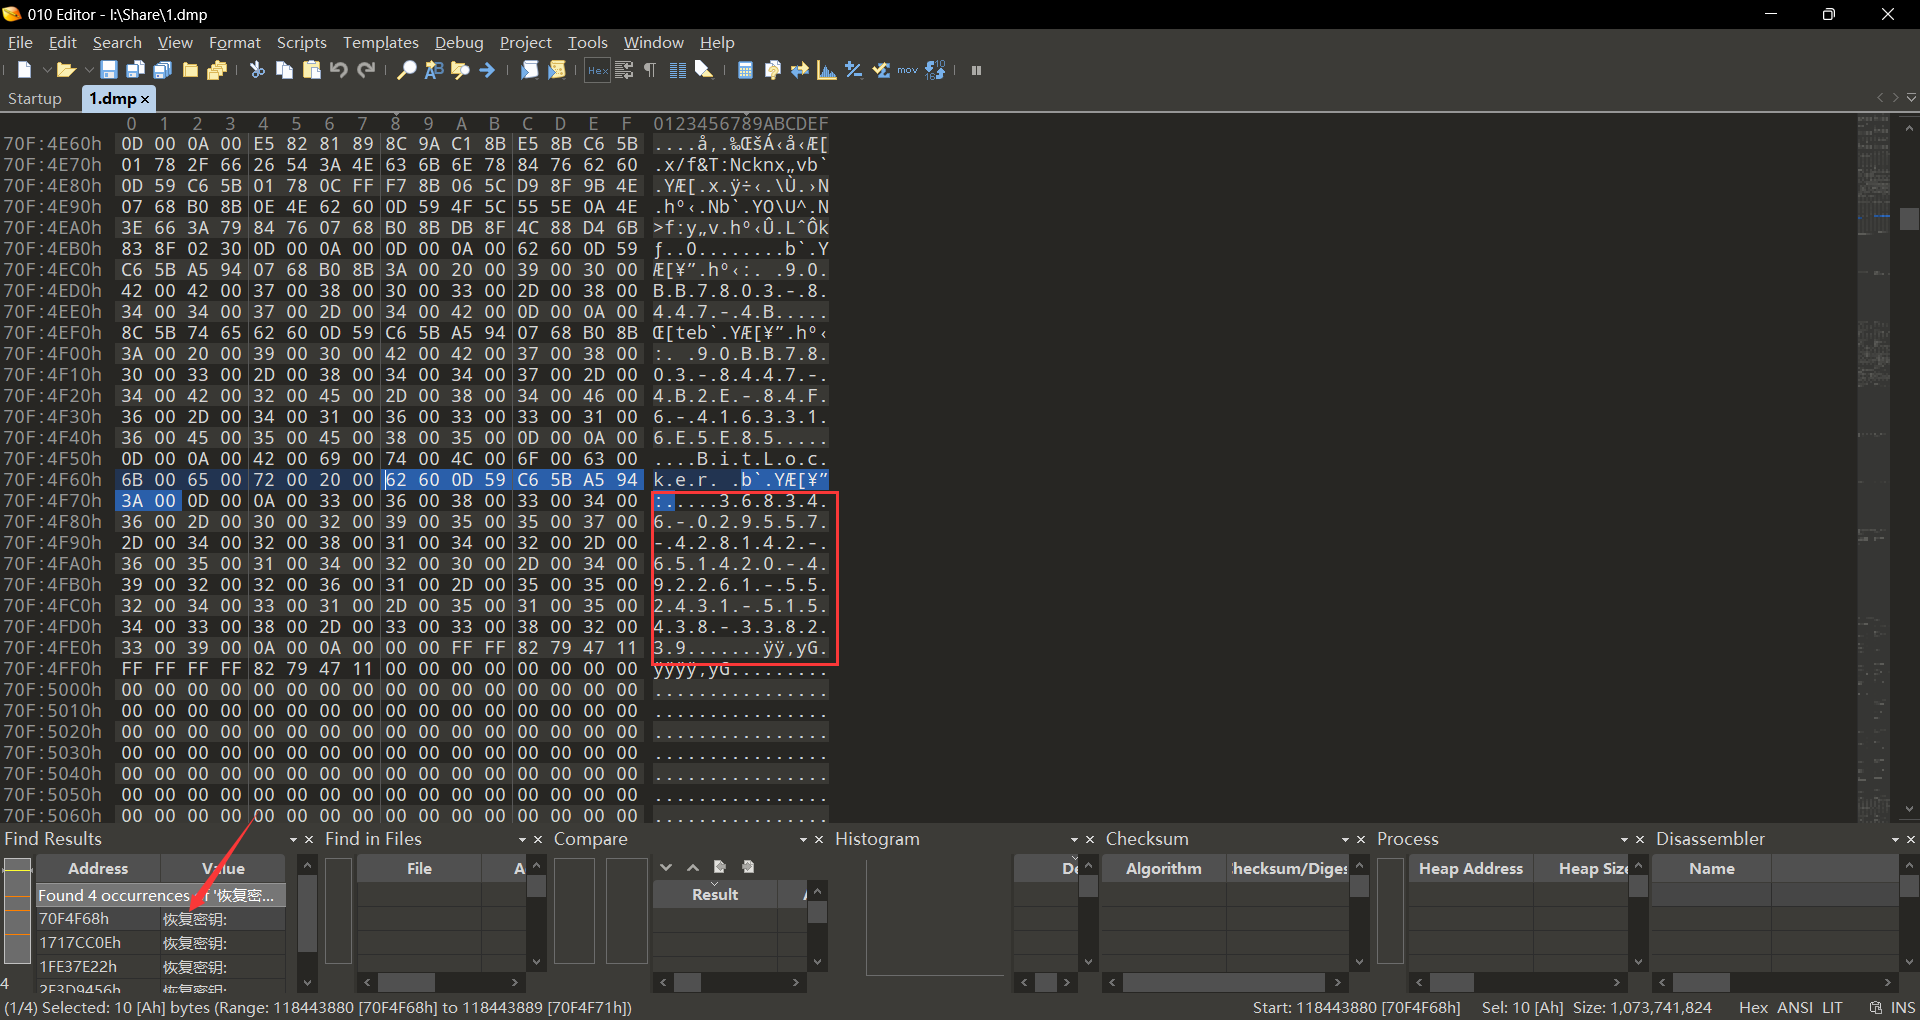 010 Editor - I:\Share\1.dmp
File Edit Search View Format Scripts Templates Debug Project Tools Window Help
Startup 1.dmp
0 1 2 3 4 5 6 7 8 9 A B C D E F 0123456789ABCDEF
70F:4E60h 0D 00 0A 00 E5 82 81 89 8C 9A C1 8B E5 8B C6 5B ....å‚.‰ŒšÁ‹å‹Æ[
70F:4E70h 01 78 2F 66 26 54 3A 4E 63 6B 6E 78 84 76 62 60 .x/f&T:Ncknx„vb`
70F:4E80h 0D 59 C6 5B 01 78 0C FF F7 8B 06 5C D9 8F 9B 4E .YÆ[.x.ÿ÷‹.\Ù.›N
70F:4E90h 07 68 B0 8B 0E 4E 62 60 0D 59 4F 5C 55 5E 0A 4E .h°‹.Nb`.YO\U^.N
70F:4EA0h 3E 66 3A 79 84 76 07 68 B0 8B DB 8F 4C 88 D4 6B >f:y„v.h°‹Û.LˆÔk
70F:4EB0h 83 8F 02 30 0D 00 0A 00 0D 00 0A 00 62 60 0D 59 ƒ..0........b`.Y
70F:4EC0h C6 5B A5 94 07 68 B0 8B 3A 00 20 00 39 00 30 00 Æ[¥”.h°‹:. .9.0.
70F:4ED0h 42 00 42 00 37 00 38 00 30 00 33 00 2D 00 38 00 B.B.7.8.0.3.-.8.
70F:4EE0h 34 00 34 00 37 00 2D 00 34 00 42 00 0D 00 0A 00 4.4.7.-.4.B.....
70F:4EF0h 8C 5B 74 65 62 60 0D 59 C6 5B A5 94 07 68 B0 8B Œ[teb`.YÆ[¥”.h°‹
70F:4F00h 3A 00 20 00 39 00 30 00 42 00 42 00 37 00 38 00 :. .9.0.B.B.7.8.
70F:4F10h 30 00 33 00 2D 00 38 00 34 00 34 00 37 00 2D 00 0.3.-.8.4.4.7.-.
70F:4F20h 34 00 42 00 32 00 45 00 2D 00 38 00 34 00 46 00 4.B.2.E.-.8.4.F.
70F:4F30h 36 00 2D 00 34 00 31 00 36 00 33 00 33 00 31 00 6.-.4.1.6.3.3.1.
70F:4F40h 36 00 45 00 35 00 45 00 38 00 35 00 0D 00 0A 00 6.E.5.E.8.5.....
70F:4F50h 0D 00 0A 00 42 00 69 00 74 00 4C 00 6F 00 63 00 ....B.i.t.L.o.c.
70F:4F60h 6B 00 65 00 72 00 20 00 62 60 0D 59 C6 5B A5 94 k.e.r. .b`.YÆ[¥”
70F:4F70h 3A 00 0D 00 0A 00 33 00 36 00 38 00 33 00 34 00 :.....3.6.8.3.4.
70F:4F80h 36 00 2D 00 30 00 32 00 39 00 35 00 35 00 37 00 6.-.0.2.9.5.5.7.
70F:4F90h 2D 00 34 00 32 00 38 00 31 00 34 00 32 00 2D 00 -.4.2.8.1.4.2.-.
70F:4FA0h 36 00 35 00 31 00 34 00 32 00 30 00 2D 00 34 00 6.5.1.4.2.0.-.4.
70F:4FB0h 39 00 32 00 32 00 36 00 31 00 2D 00 35 00 35 00 9.2.2.6.1.-.5.5.
70F:4FC0h 32 00 34 00 33 00 31 00 2D 00 35 00 31 00 35 00 2.4.3.1.-.5.1.5.
70F:4FD0h 34 00 33 00 38 00 2D 00 33 00 33 00 38 00 32 00 4.3.8.-.3.3.8.2.
70F:4FE0h 33 00 39 00 0A 00 0A 00 00 00 FF FF 82 79 47 11 3.9.......ÿÿ‚yG.
70F:4FF0h FF FF FF FF 82 79 47 11 00 00 00 00 00 00 00 00 ÿÿÿÿ‚yG.........
70F:5000h 00 00 00 00 00 00 00 00 00 00 00 00 00 00 00 00 ................
70F:5010h 00 00 00 00 00 00 00 00 00 00 00 00 00 00 00 00 ................
70F:5020h 00 00 00 00 00 00 00 00 00 00 00 00 00 00 00 00 ................
70F:5030h 00 00 00 00 00 00 00 00 00 00 00 00 00 00 00 00 ................
70F:5040h 00 00 00 00 00 00 00 00 00 00 00 00 00 00 00 00 ................
70F:5050h 00 00 00 00 00 00 00 00 00 00 00 00 00 00 00 00 ................
70F:5060h 00 00 00 00 00 00 00 00 00 00 00 00 00 00 00 00 ................
Find Results Find in Files Compare Histogram Checksum Process Disassembler
Address Value File A Result De Algorithm Checksum/Diges Heap Address Heap Size Name
Found 4 occurrences of '恢复密...
70F4F68h 恢复密钥:
1717CC0Eh 恢复密钥:
1FE37E22h 恢复密钥:
2F3D9456h 恢复密钥:
4
(1/4) Selected: 10 [Ah] bytes (Range: 118443880 [70F4F68h] to 118443889 [70F4F71h]) Start: 118443880 [70F4F68h] Sel: 10 [Ah] Size: 1,073,741,824 Hex ANSI LIT INS